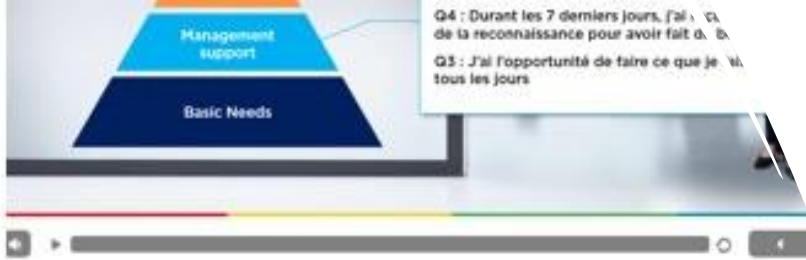 Management
support
Basic Needs
Q4 : Durant les 7 derniers jours, j'ai
de la reconnaissance pour avoir fait
Q3 : J'ai l'opportunité de faire ce que je
tous les jours